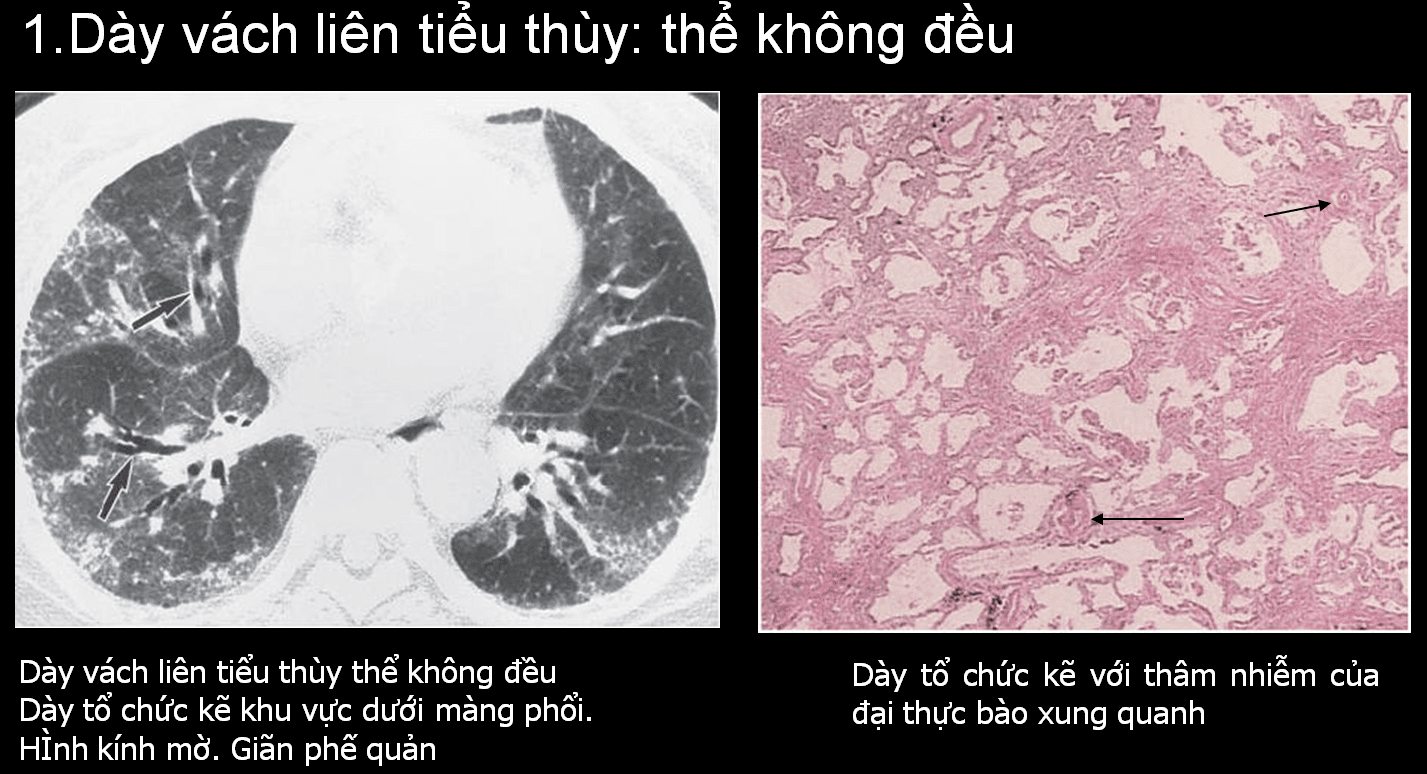 1.Dày vách liên tiểu thùy: thể không đều
Dày vách liên tiểu thùy thể không đều
Dày tổ chức kẽ khu vực dưới màng phổi.
HÌnh kính mờ. Giãn phế quản
Dày tổ chức kẽ với thâm nhiễm của
đại thực bào xung quanh